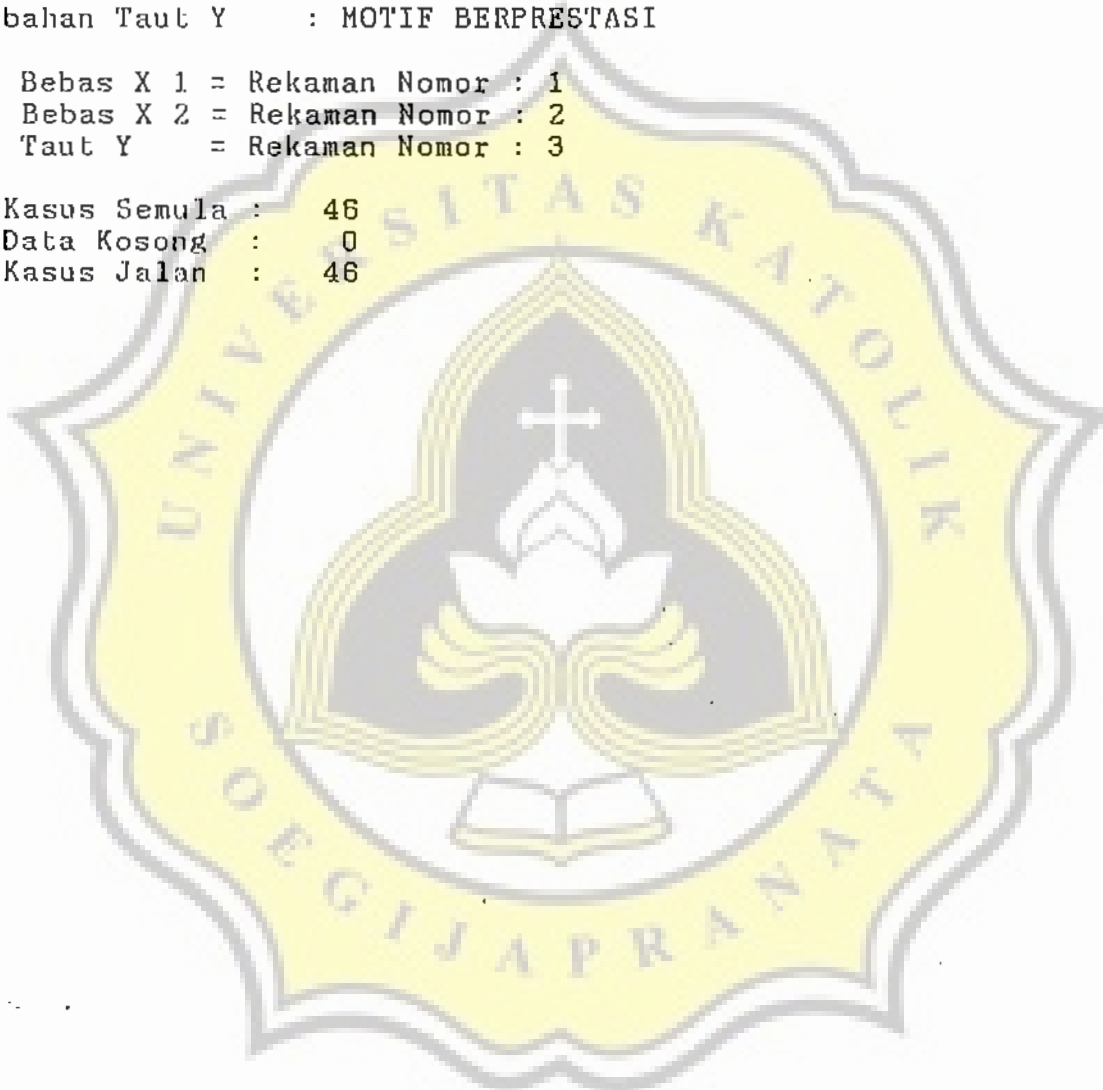 bahan Taut Y : MOTIF BERPRESTASI
Bebas X 1 = Rekaman Nomor : 1
Bebas X 2 = Rekaman Nomor : 2
Taut Y = Rekaman Nomor : 3
Kasus Semula : 46
Data Kosong : 0
Kasus Jalan : 46
UNIVERSITAS KATOLIK
SOEGIJAPRANATA